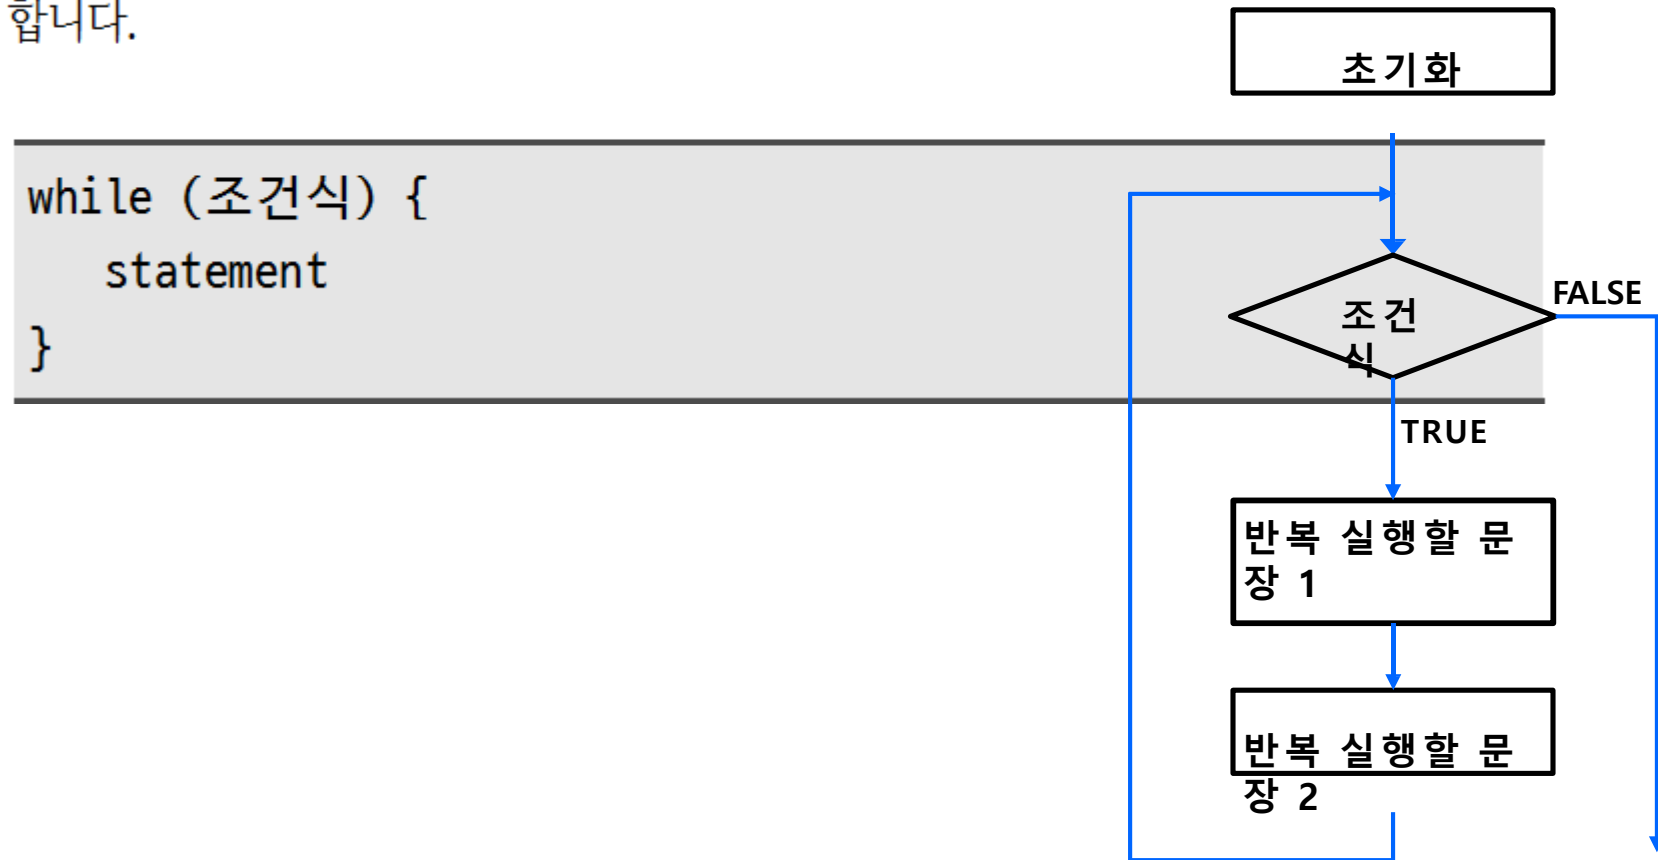 합니다.
초기화
while (조건식) {
statement
}
조건
식
FALSE
TRUE
반복 실행할 문
장 1
반복 실행할 문
장 2